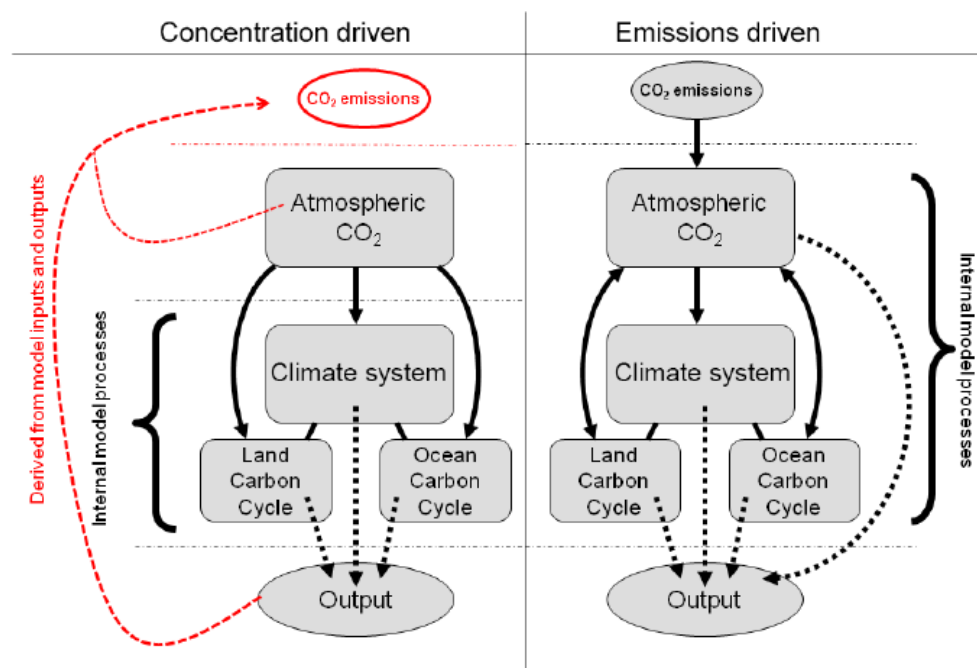 Concentration driven
CO₂ emissions
Atmospheric
CO₂
Climate system
Land
Carbon
Cycle
Ocean
Carbon
Cycle
Output
Derived from model inputs and outputs
Internal model processes
Emissions driven
CO₂ emissions
Atmospheric
CO₂
Climate system
Land
Carbon
Cycle
Ocean
Carbon
Cycle
Output
Internal model processes